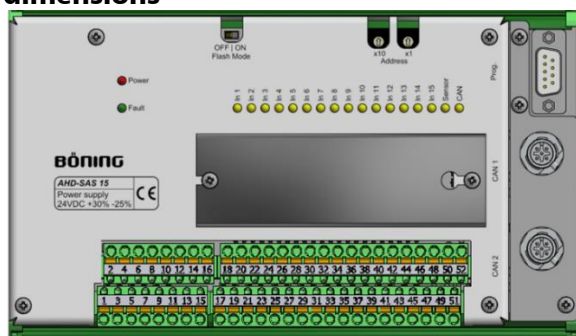 dimensions
OFF | ON
Flash Mode
x10 x1
Address
Prog.
Power
Fault
In 1 In 2 In 3 In 4 In 5 In 6 In 7 In 8 In 9 In 10 In 11 In 12 In 13 In 14 In 15 Sensor CAN
BÖNING
AHD-SAS 15
Power supply
24VDC +30% -25%
CE
CAN 1
CAN 2
2 4 6 8 10 12 14 16 18 20 22 24 26 28 30 32 34 36 38 40 42 44 46 48 50 52
1 3 5 7 9 11 13 15 17 19 21 23 25 27 29 31 33 35 37 39 41 43 45 47 49 51